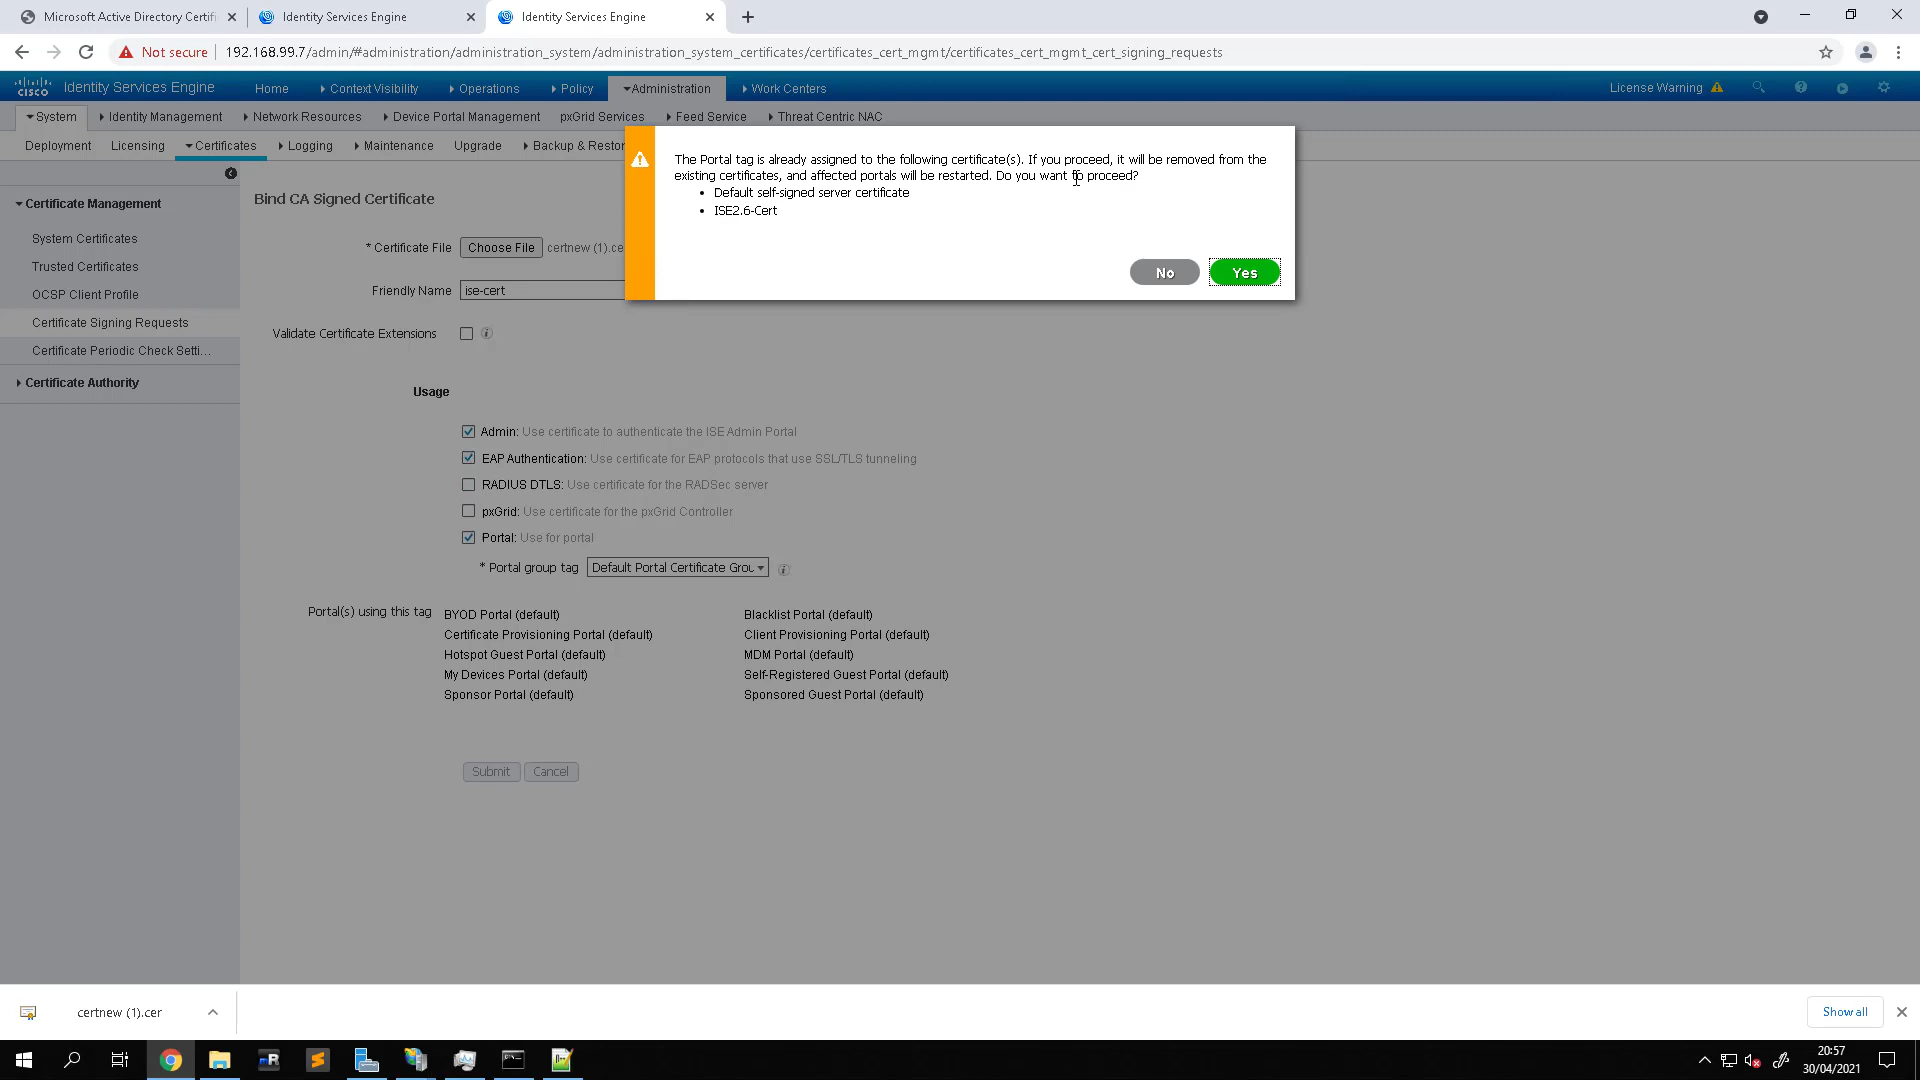 Microsoft Active Directory Certifi
Identity Services Engine
Identity Services Engine
Not secure
192.168.99.7/admin/#administration/administration_system/administration_system_certificates/certificates_cert_mgmt/certificates_cert_mgmt_cert_signing_requests
CISCO
Identity Services Engine
Home
Context Visibility
Operations
Policy
Administration
Work Centers
License Warning
System
Identity Management
Network Resources
Device Portal Management
pxGrid Services
Feed Service
Threat Centric NAC
Deployment
Licensing
Certificates
Logging
Maintenance
Upgrade
Backup & Restor
The Portal tag is already assigned to the following certificate(s). If you proceed, it will be removed from the
existing certificates, and affected portals will be restarted. Do you want to proceed?
• Default self-signed server certificate
• ISE2.6-Cert
No
Yes
Certificate Management
System Certificates
Trusted Certificates
OCSP Client Profile
Certificate Signing Requests
Certificate Periodic Check Setti...
Certificate Authority
Bind CA Signed Certificate
* Certificate File
Choose File
certnew (1).ce
Friendly Name
ise-cert
Validate Certificate Extensions
Usage
Admin: Use certificate to authenticate the ISE Admin Portal
EAP Authentication: Use certificate for EAP protocols that use SSL/TLS tunneling
RADIUS DTLS: Use certificate for the RADSec server
pxGrid: Use certificate for the pxGrid Controller
Portal: Use for portal
* Portal group tag
Default Portal Certificate Grou
Portal(s) using this tag
BYOD Portal (default)
Blacklist Portal (default)
Certificate Provisioning Portal (default)
Client Provisioning Portal (default)
Hotspot Guest Portal (default)
MDM Portal (default)
My Devices Portal (default)
Self-Registered Guest Portal (default)
Sponsor Portal (default)
Sponsored Guest Portal (default)
Submit
Cancel
certnew (1).cer
Show all
20:57
30/04/2021